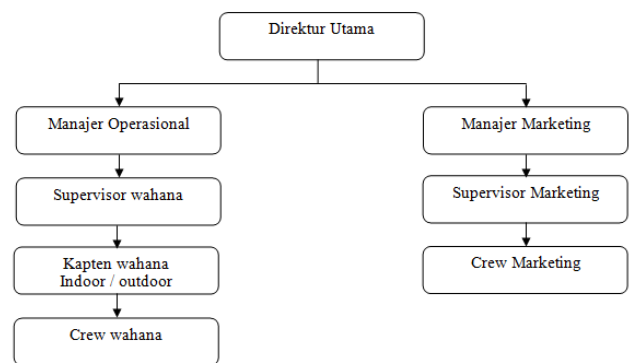 Direktur Utama
Manajer Operasional
Manajer Marketing
Supervisor wahana
Supervisor Marketing
Kapten wahana
Indoor / outdoor
Crew Marketing
Crew wahana